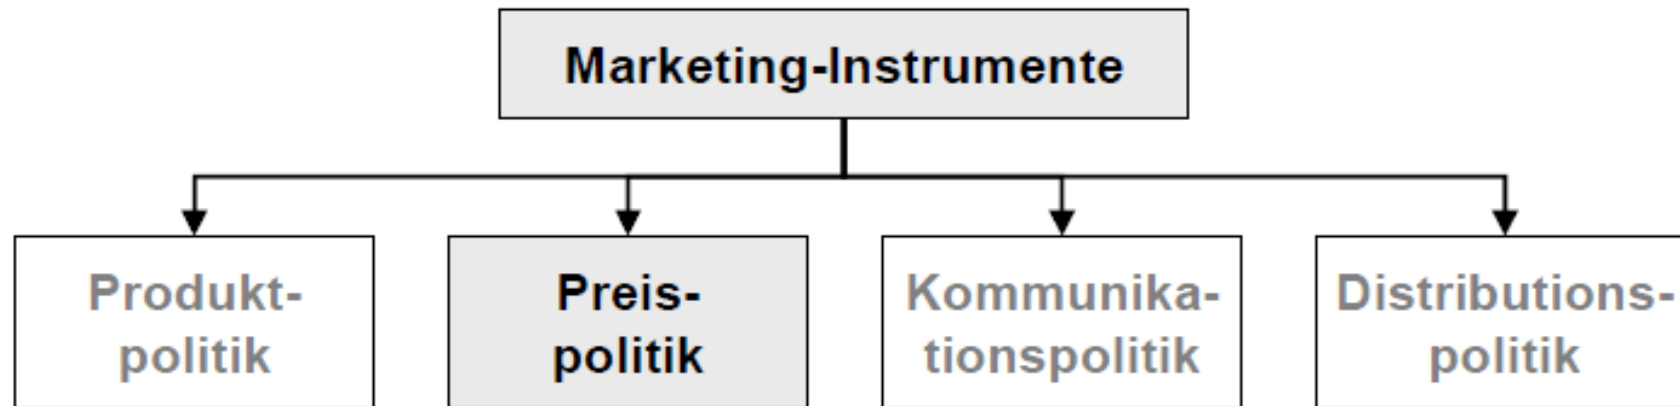 Marketing-Instrumente
Produkt-
politik
Preis-
politik
Kommunika-
tionspolitik
Distributions-
politik